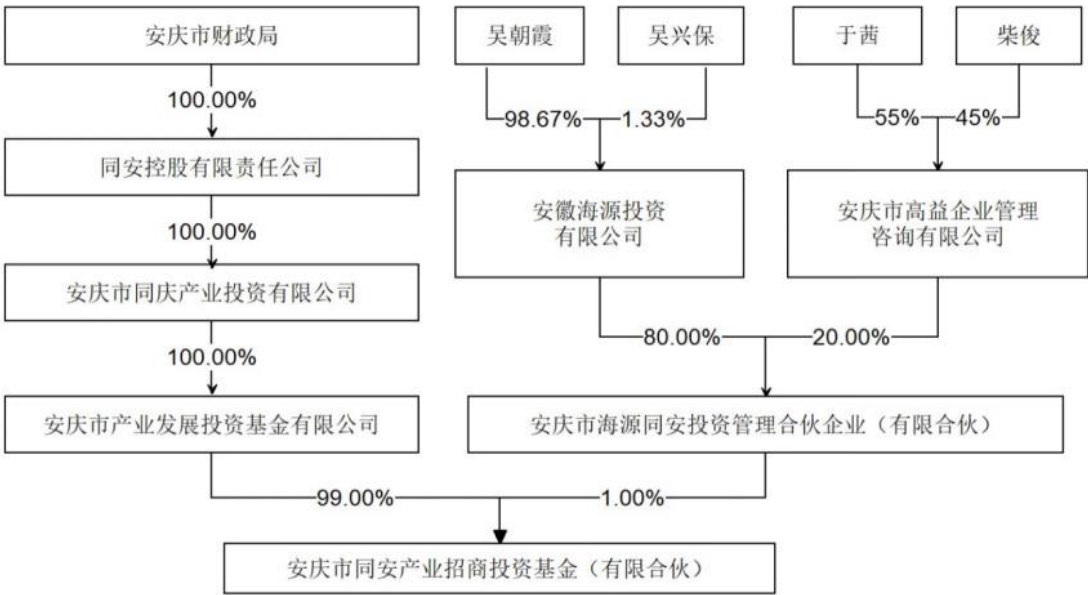 安庆市财政局
吴朝霞
吴兴保
于茜
柴俊
100.00%
98.67%
1.33%
55%
45%
同安控股有限责任公司
安徽海源投资
有限公司
安庆市高益企业管理
咨询有限公司
100.00%
安庆市同庆产业投资有限公司
100.00%
80.00%
20.00%
安庆市产业发展投资基金有限公司
安庆市海源同安投资管理合伙企业（有限合伙）
99.00%
1.00%
安庆市同安产业招商投资基金（有限合伙）